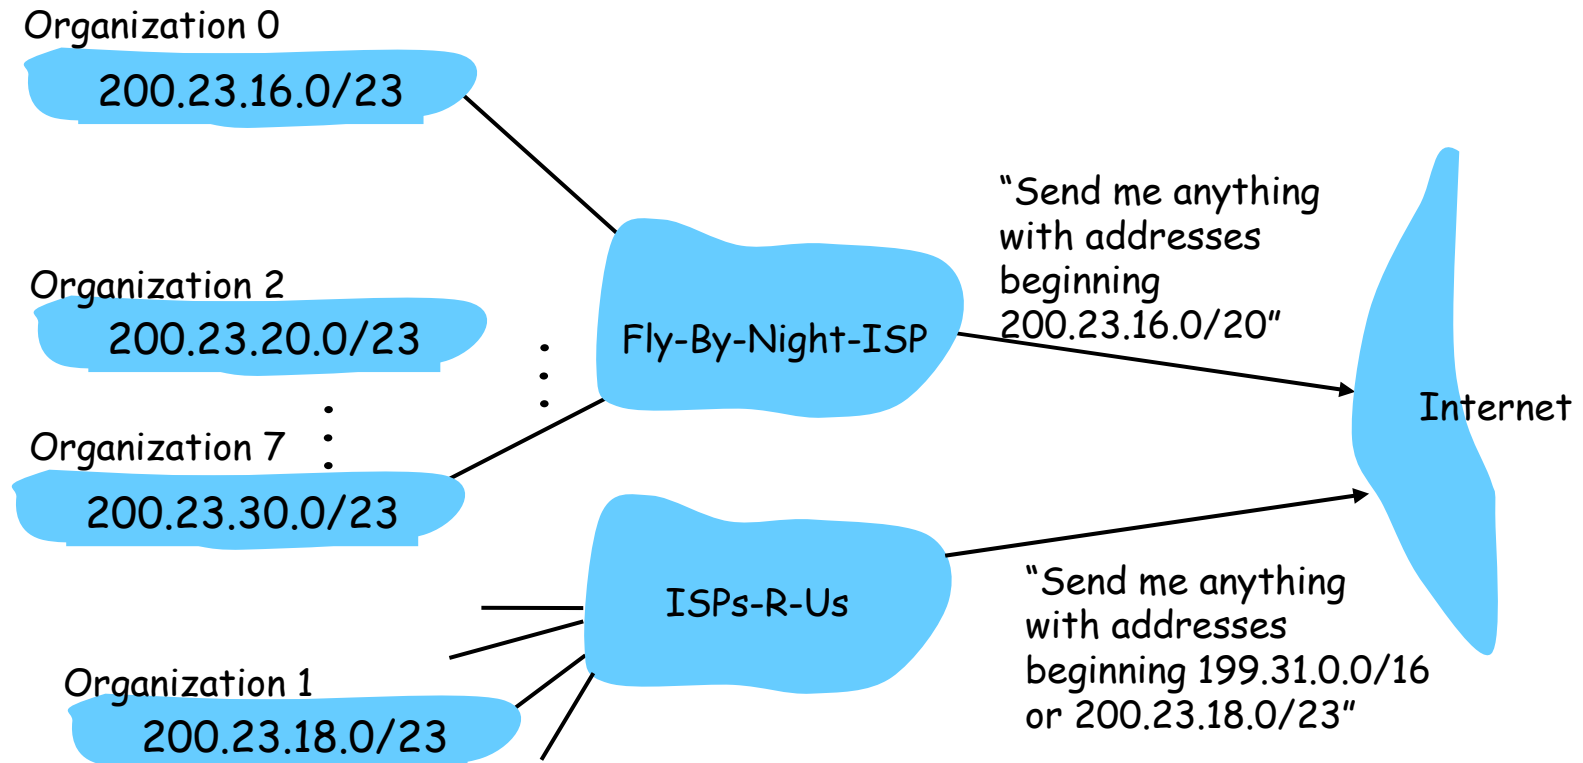 Organization 0
200.23.16.0/23
Organization 2
200.23.20.0/23
Organization 7
200.23.30.0/23
Fly-By-Night-ISP
“Send me anything
with addresses
beginning
200.23.16.0/20”
Internet
ISPs-R-Us
Organization 1
200.23.18.0/23
“Send me anything
with addresses
beginning 199.31.0.0/16
or 200.23.18.0/23”